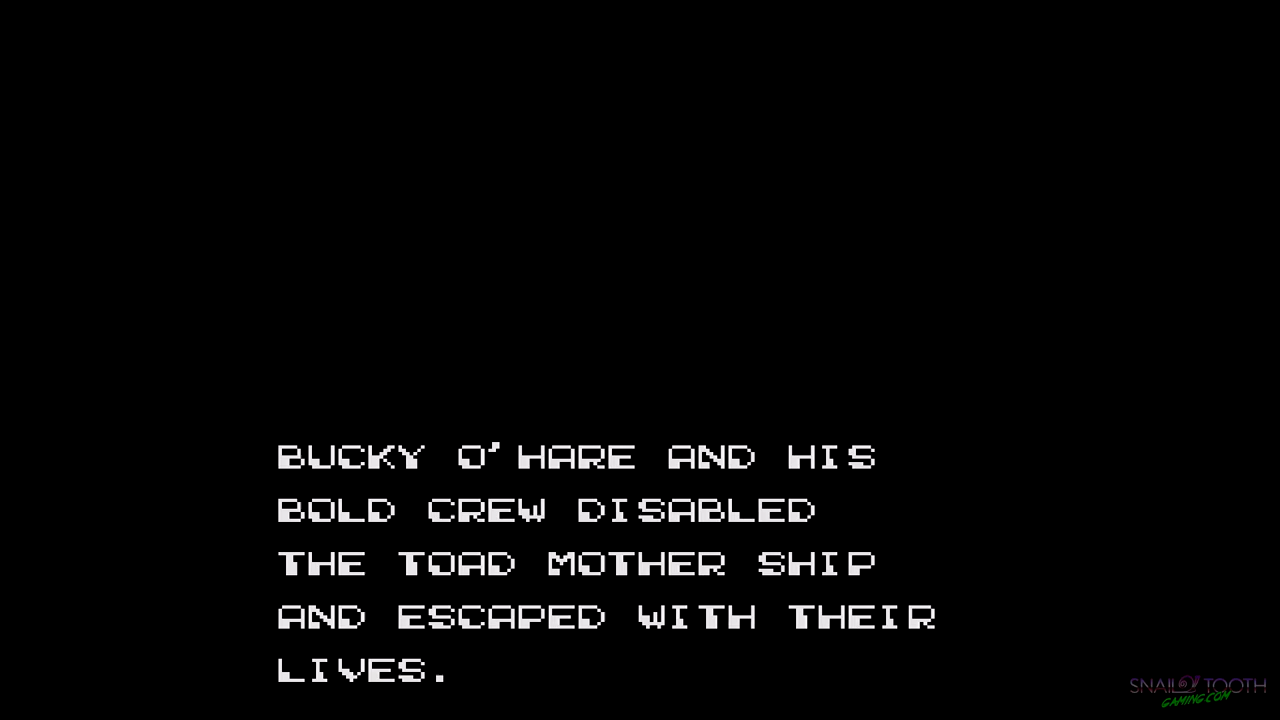 BUCKY O'HARE AND HIS
BOLD CREW DISABLED
THE TOAD MOTHER SHIP
AND ESCAPED WITH THEIR
LIVES.
SNAIL TOOTH
GAMING.COM